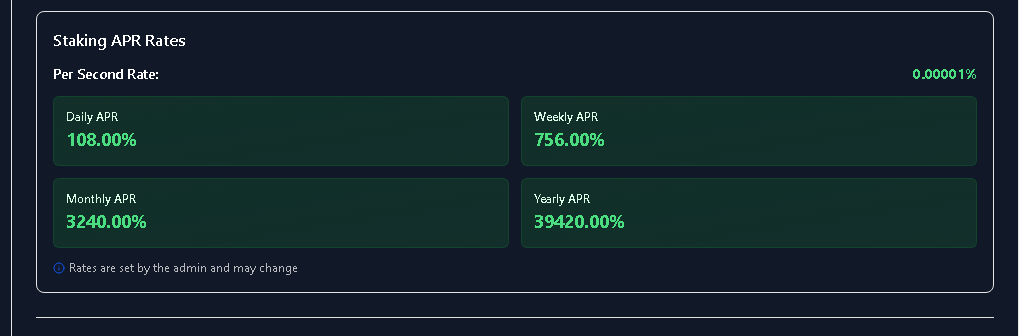 Staking APR Rates
Per Second Rate: 0.00001%
Daily APR
108.00%
Weekly APR
756.00%
Monthly APR
3240.00%
Yearly APR
39420.00%
Rates are set by the admin and may change